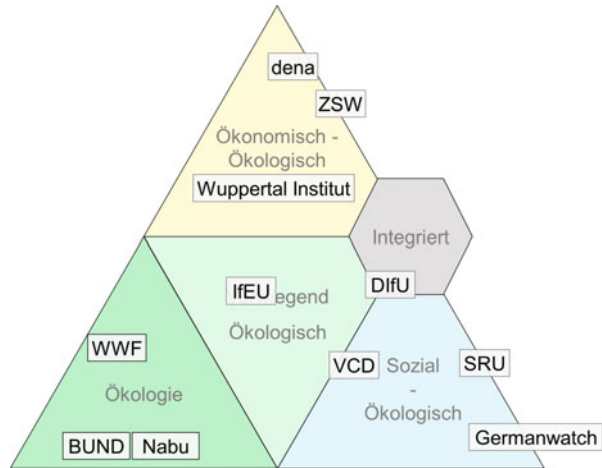 dena
ZSW
Ökonomisch -
Ökologisch
Wuppertal Institut
Integriert
IfEU
egend
DIfU
Ökologisch
WWF
VCD
Sozial
SRU
-
Ökologie
Ökologisch
BUND
Nabu
Germanwatch